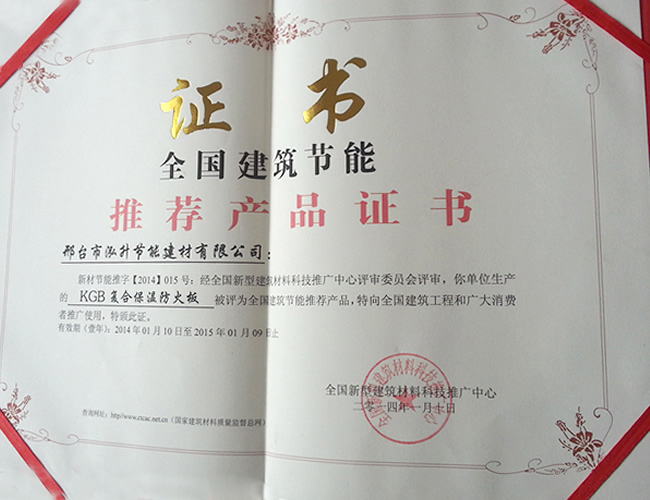 证书
全国建筑节能
推荐产品证书
邢台市泓升节能建材有限公司：
新材节能推字【2014】015号：经全国新型建筑材料科技推广中心评审委员会评审，你单位生产
的 KGB复合保温防火板 被评为全国建筑节能推荐产品，特向全国建筑工程和广大消费
者推广使用，特颁此证。
有效期（壹年）：2014年01月10日至2015年01月09日止
全国新型建筑材料科技推广中心
二零一四年一月十日
查询网址：http://www.ctcac.net.cn（国家建筑材料质量监督总网）